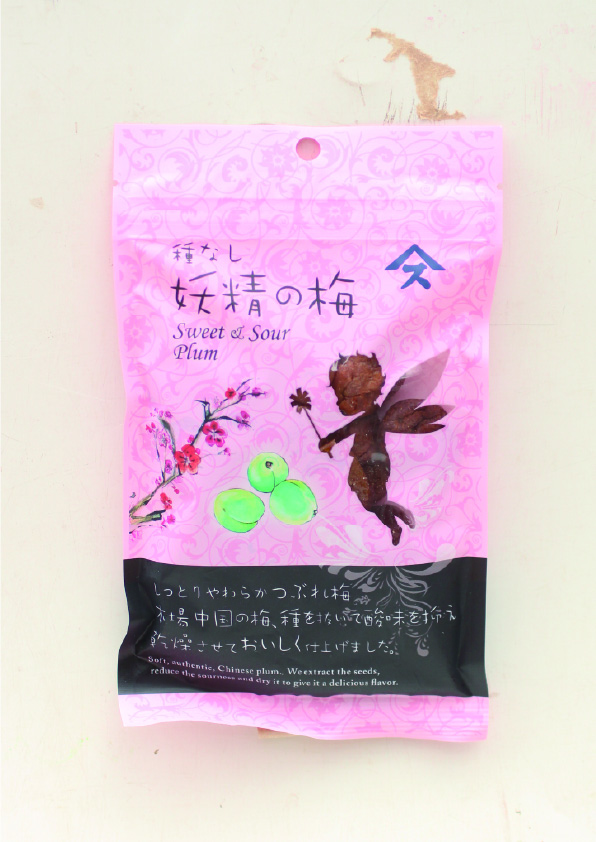 種なし
妖精の梅
Sweet & Sour
Plum
ス
しっとりやわらかつぶれ梅
本場中国の梅、種をぬいて酸味を抑え
乾燥させておいしく仕上げました。
Soft, authentic, Chinese plum. We extract the seeds,
reduce the sourness and dry it to give it a delicious flavor.